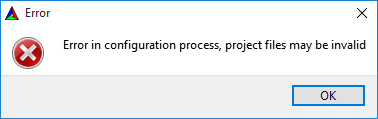 Error
Error in configuration process, project files may be invalid
OK